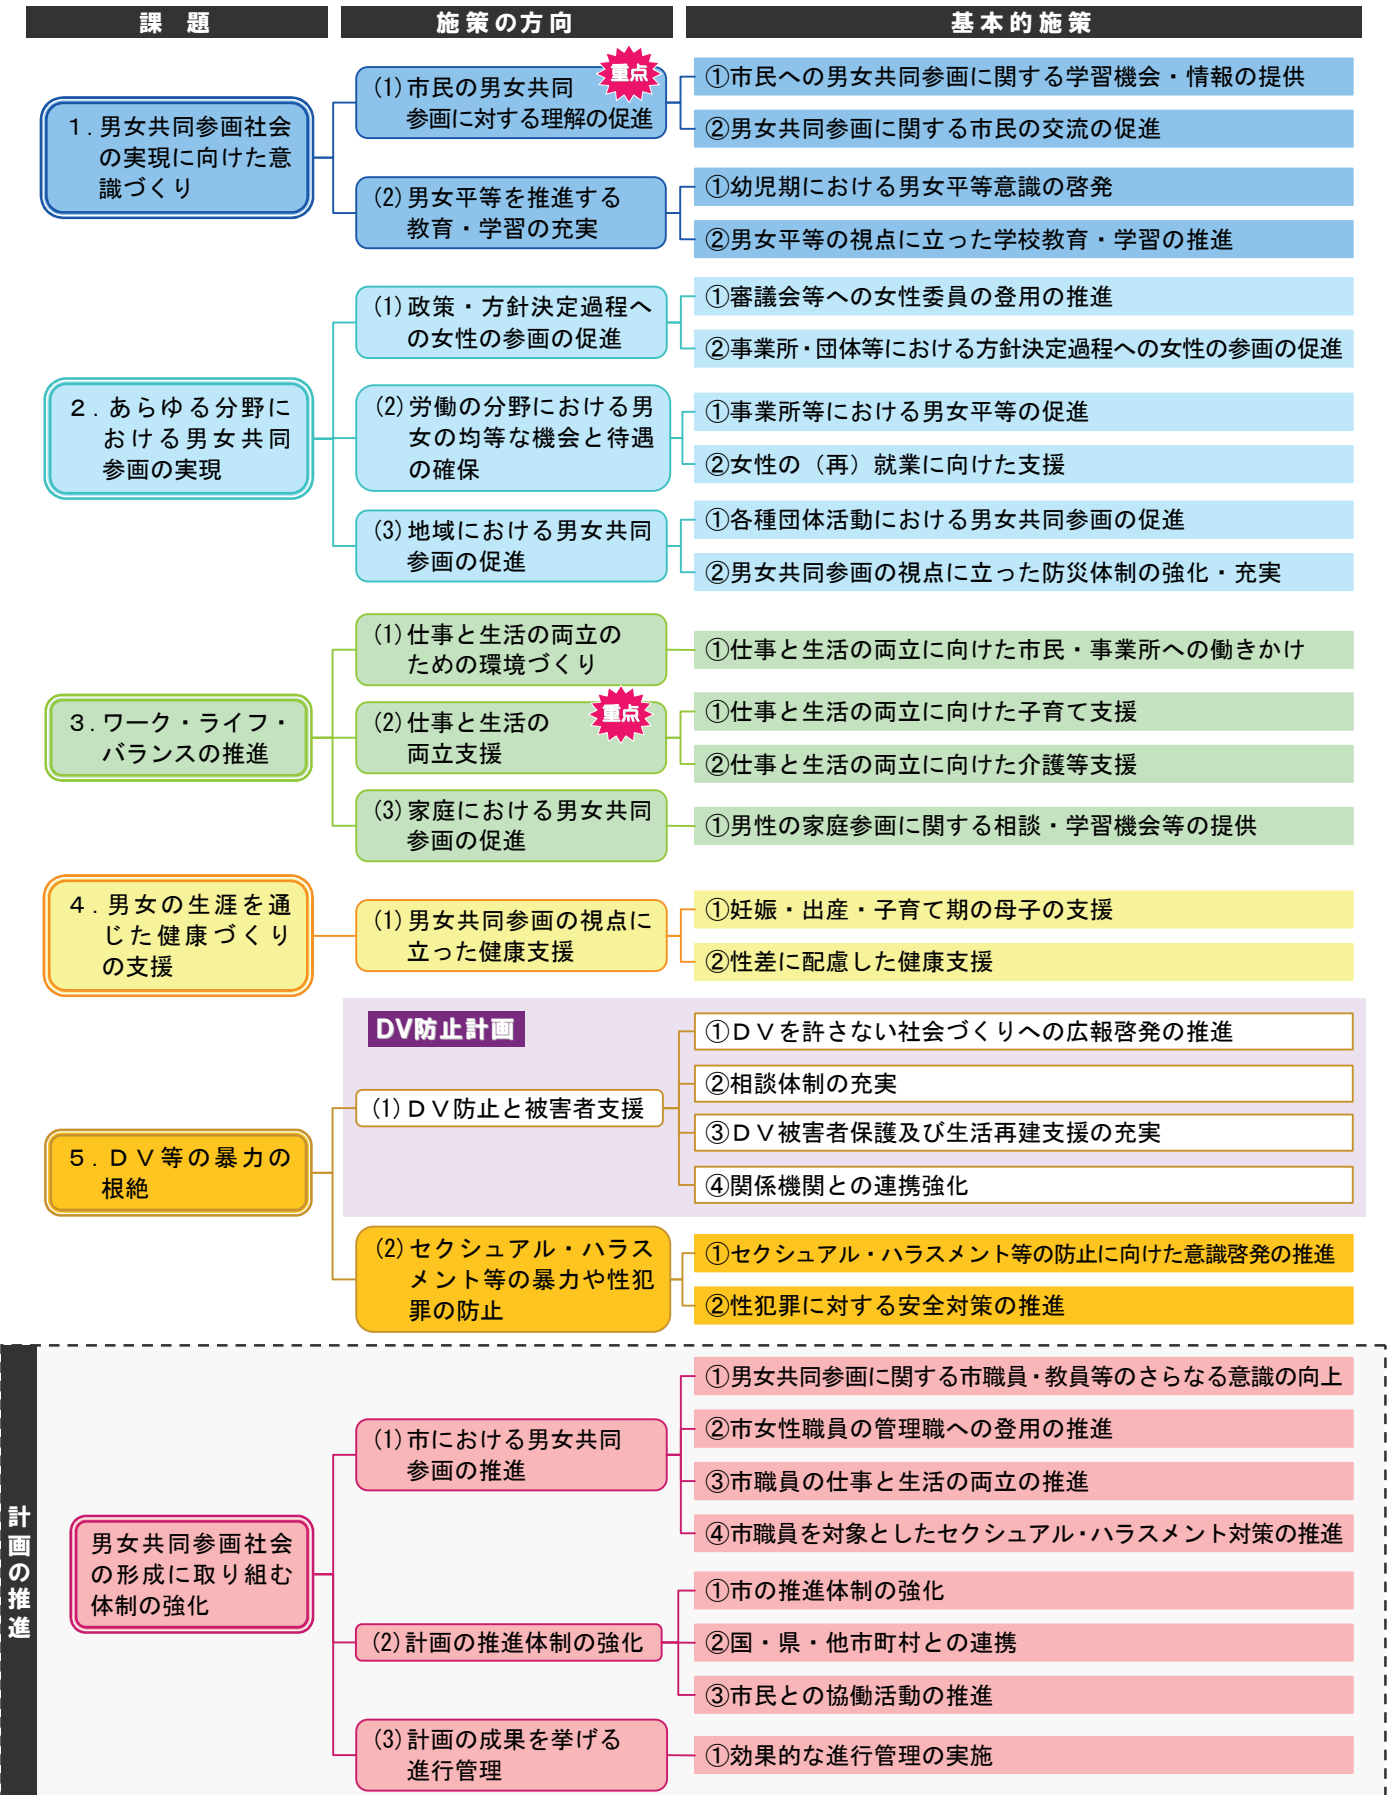 課題
施策の方向
基本的施策
1．男女共同参画社会
の実現に向けた意
識づくり
(1)市民の男女共同
参画に対する理解の促進
重点
①市民への男女共同参画に関する学習機会・情報の提供
②男女共同参画に関する市民の交流の促進
(2)男女平等を推進する
教育・学習の充実
①幼児期における男女平等意識の啓発
②男女平等の視点に立った学校教育・学習の推進
2．あらゆる分野に
おける男女共同
参画の実現
(1)政策・方針決定過程へ
の女性の参画の促進
①審議会等への女性委員の登用の推進
②事業所・団体等における方針決定過程への女性の参画の促進
(2)労働の分野における男
女の均等な機会と待遇
の確保
①事業所等における男女平等の促進
②女性の（再）就業に向けた支援
(3)地域における男女共同
参画の促進
①各種団体活動における男女共同参画の促進
②男女共同参画の視点に立った防災体制の強化・充実
3．ワーク・ライフ・
バランスの推進
(1)仕事と生活の両立の
ための環境づくり
①仕事と生活の両立に向けた市民・事業所への働きかけ
(2)仕事と生活の
両立支援
重点
①仕事と生活の両立に向けた子育て支援
②仕事と生活の両立に向けた介護等支援
(3)家庭における男女共同
参画の促進
①男性の家庭参画に関する相談・学習機会等の提供
4．男女の生涯を通
じた健康づくり
の支援
(1)男女共同参画の視点に
立った健康支援
①妊娠・出産・子育て期の母子の支援
②性差に配慮した健康支援
5．ＤＶ等の暴力の
根絶
DV防止計画
(1)ＤＶ防止と被害者支援
①ＤＶを許さない社会づくりへの広報啓発の推進
②相談体制の充実
③ＤＶ被害者保護及び生活再建支援の充実
④関係機関との連携強化
(2)セクシュアル・ハラス
メント等の暴力や性犯
罪の防止
①セクシュアル・ハラスメント等の防止に向けた意識啓発の推進
②性犯罪に対する安全対策の推進
計画の推進
男女共同参画社会
の形成に取り組む
体制の強化
(1)市における男女共同
参画の推進
①男女共同参画に関する市職員・教員等のさらなる意識の向上
②市女性職員の管理職への登用の推進
③市職員の仕事と生活の両立の推進
④市職員を対象としたセクシュアル・ハラスメント対策の推進
(2)計画の推進体制の強化
①市の推進体制の強化
②国・県・他市町村との連携
③市民との協働活動の推進
(3)計画の成果を挙げる
進行管理
①効果的な進行管理の実施